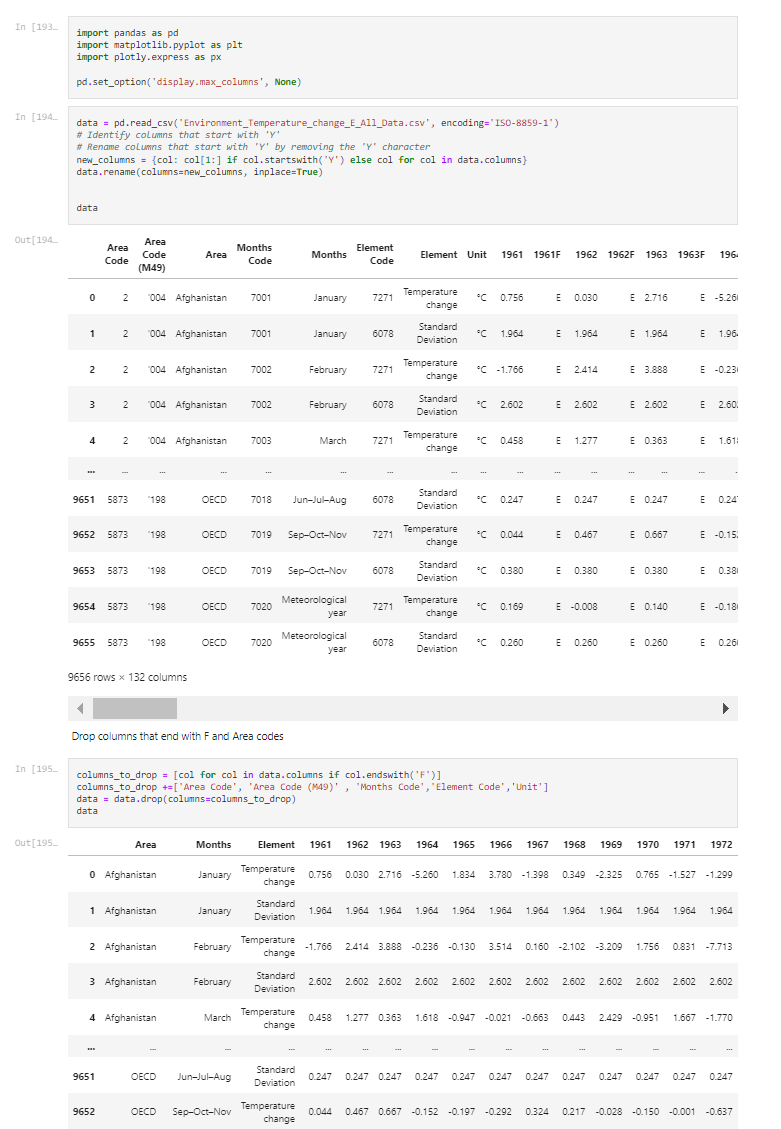 In [193…
import pandas as pd
import matplotlib.pyplot as plt
import plotly.express as px
pd.set_option('display.max_columns', None)
In [194…
data = pd.read_csv('Environment_Temperature_change_E_All_Data.csv', encoding='ISO-8859-1')
# Identify columns that start with 'Y'
# Rename columns that start with 'Y' by removing the 'Y' character
new_columns = {col: col[1:] if col.startswith('Y') else col for col in data.columns}
data.rename(columns=new_columns, inplace=True)
data
Out[194…
Area Code Area Code (M49) Area Months Code Months Element Code Element Unit 1961 1961F 1962 1962F 1963 1963F 196
0 2 '004 Afghanistan 7001 January 7271 Temperature change °C 0.756 E 0.030 E 2.716 E -5.26
1 2 '004 Afghanistan 7001 January 6078 Standard Deviation °C 1.964 E 1.964 E 1.964 E 1.96
2 2 '004 Afghanistan 7002 February 7271 Temperature change °C -1.766 E 2.414 E 3.888 E -0.23
3 2 '004 Afghanistan 7002 February 6078 Standard Deviation °C 2.602 E 2.602 E 2.602 E 2.60
4 2 '004 Afghanistan 7003 March 7271 Temperature change °C 0.458 E 1.277 E 0.363 E 1.61
... ... ... ... ... ... ... ... ... ... ... ... ... ... ...
9651 5873 '198 OECD 7018 Jun–Jul–Aug 6078 Standard Deviation °C 0.247 E 0.247 E 0.247 E 0.24
9652 5873 '198 OECD 7019 Sep–Oct–Nov 7271 Temperature change °C 0.044 E 0.467 E 0.667 E -0.15
9653 5873 '198 OECD 7019 Sep–Oct–Nov 6078 Standard Deviation °C 0.380 E 0.380 E 0.380 E 0.38
9654 5873 '198 OECD 7020 Meteorological year 7271 Temperature change °C 0.169 E -0.008 E 0.140 E -0.18
9655 5873 '198 OECD 7020 Meteorological year 6078 Standard Deviation °C 0.260 E 0.260 E 0.260 E 0.26
9656 rows × 132 columns
Drop columns that end with F and Area codes
In [195…
columns_to_drop = [col for col in data.columns if col.endswith('F')]
columns_to_drop +=['Area Code', 'Area Code (M49)' , 'Months Code','Element Code','Unit']
data = data.drop(columns=columns_to_drop)
data
Out[195…
Area Months Element 1961 1962 1963 1964 1965 1966 1967 1968 1969 1970 1971 1972
0 Afghanistan January Temperature change 0.756 0.030 2.716 -5.260 1.834 3.780 -1.398 0.349 -2.325 0.765 -1.527 -1.299
1 Afghanistan January Standard Deviation 1.964 1.964 1.964 1.964 1.964 1.964 1.964 1.964 1.964 1.964 1.964 1.964
2 Afghanistan February Temperature change -1.766 2.414 3.888 -0.236 -0.130 3.514 0.160 -2.102 -3.209 1.756 0.831 -7.713
3 Afghanistan February Standard Deviation 2.602 2.602 2.602 2.602 2.602 2.602 2.602 2.602 2.602 2.602 2.602 2.602
4 Afghanistan March Temperature change 0.458 1.277 0.363 1.618 -0.947 -0.021 -0.663 0.443 2.429 -0.951 1.667 -1.770
... ... ... ... ... ... ... ... ... ... ... ... ... ... ... ...
9651 OECD Jun–Jul–Aug Standard Deviation 0.247 0.247 0.247 0.247 0.247 0.247 0.247 0.247 0.247 0.247 0.247 0.247
9652 OECD Sep–Oct–Nov Temperature change 0.044 0.467 0.667 -0.152 -0.197 -0.292 0.324 0.217 -0.028 -0.150 -0.001 -0.637